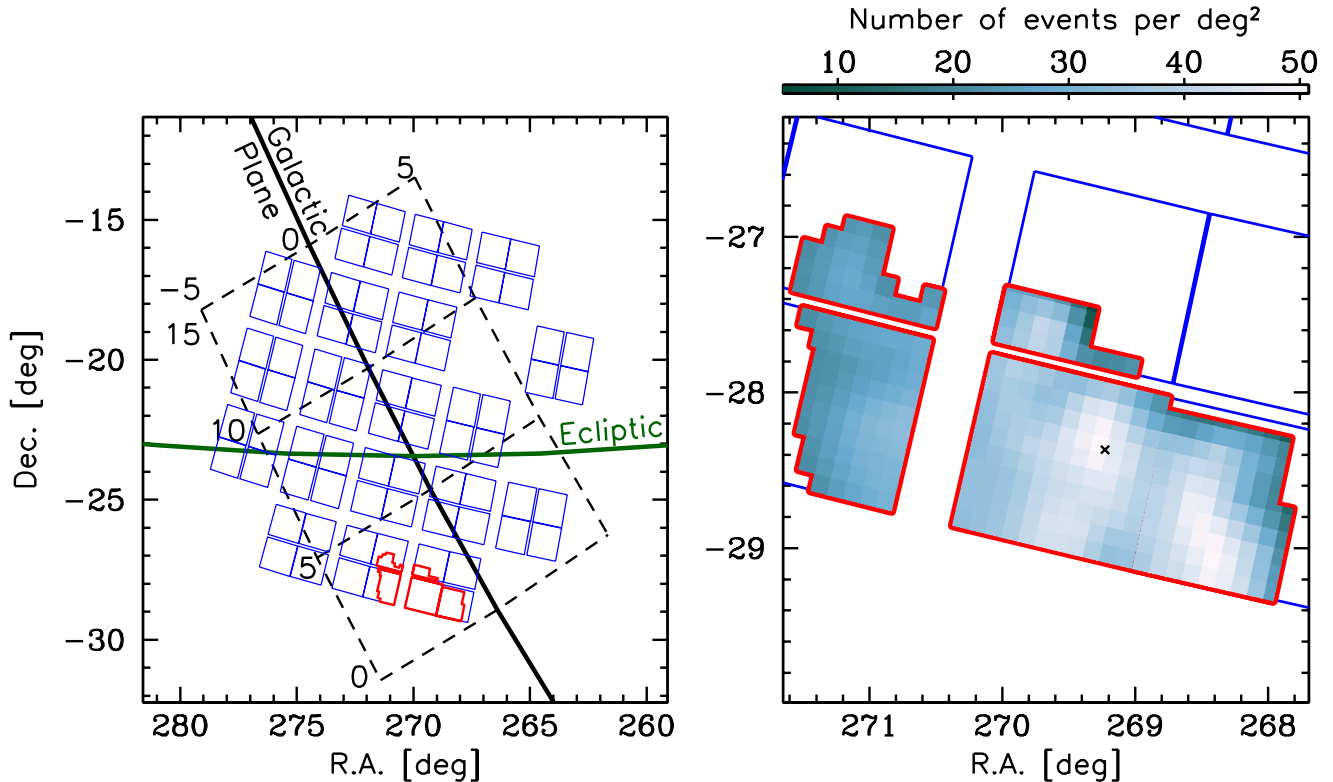 Number of events per deg²
10 20 30 40 50
Galactic
Plane
5
0
−5
15
10
5
0
Ecliptic
Dec. [deg]
−15
−20
−25
−30
280 275 270 265 260
R.A. [deg]
−27
−28
−29
×
271 270 269 268
R.A. [deg]